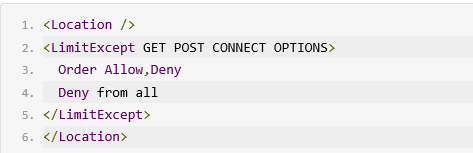 1. <Location />
2. <LimitExcept GET POST CONNECT OPTIONS>
3. Order Allow,Deny
4. Deny from all
5. </LimitExcept>
6. </Location>